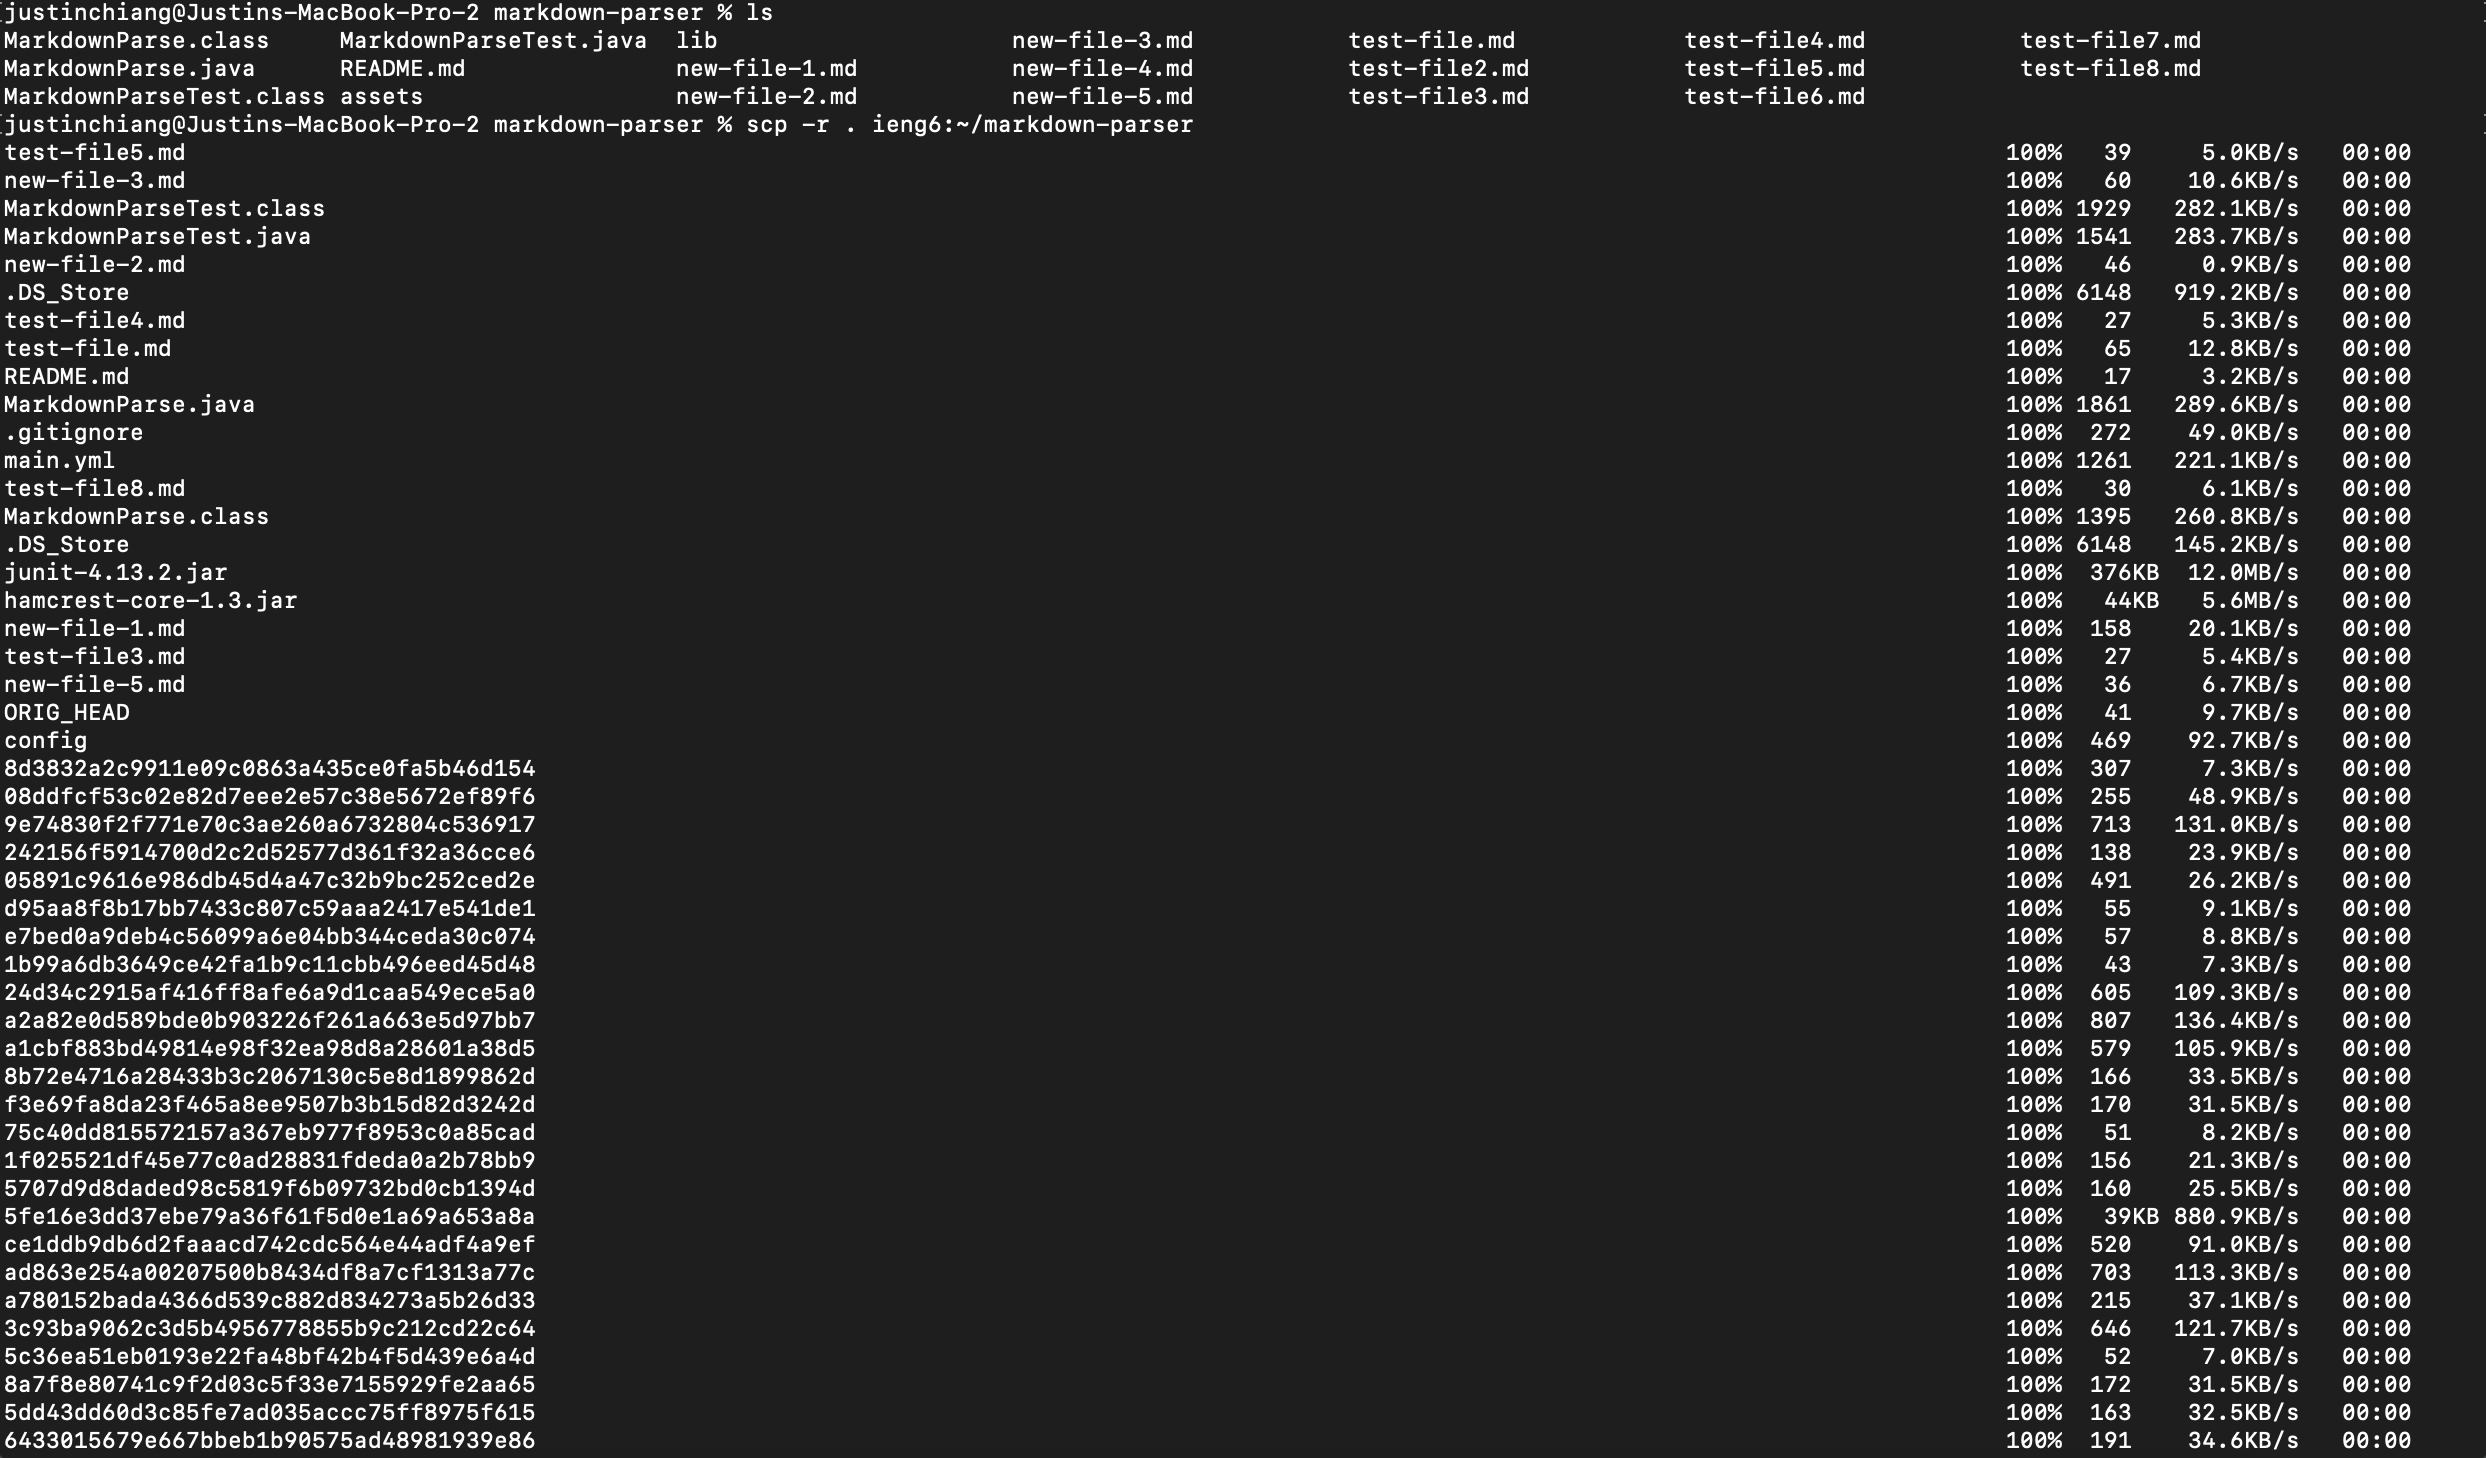 justinchiang@Justins-MacBook-Pro-2 markdown-parser % ls
MarkdownParse.class MarkdownParseTest.java lib new-file-3.md test-file.md test-file4.md test-file7.md
MarkdownParse.java README.md new-file-1.md new-file-4.md test-file2.md test-file5.md test-file8.md
MarkdownParseTest.class assets new-file-2.md new-file-5.md test-file3.md test-file6.md
justinchiang@Justins-MacBook-Pro-2 markdown-parser % scp -r . ieng6:~/markdown-parser
test-file5.md 100% 39 5.0KB/s 00:00
new-file-3.md 100% 60 10.6KB/s 00:00
MarkdownParseTest.class 100% 1929 282.1KB/s 00:00
MarkdownParseTest.java 100% 1541 283.7KB/s 00:00
new-file-2.md 100% 46 0.9KB/s 00:00
.DS_Store 100% 6148 919.2KB/s 00:00
test-file4.md 100% 27 5.3KB/s 00:00
test-file.md 100% 65 12.8KB/s 00:00
README.md 100% 17 3.2KB/s 00:00
MarkdownParse.java 100% 1861 289.6KB/s 00:00
.gitignore 100% 272 49.0KB/s 00:00
main.yml 100% 1261 221.1KB/s 00:00
test-file8.md 100% 30 6.1KB/s 00:00
MarkdownParse.class 100% 1395 260.8KB/s 00:00
.DS_Store 100% 6148 145.2KB/s 00:00
junit-4.13.2.jar 100% 376KB 12.0MB/s 00:00
hamcrest-core-1.3.jar 100% 44KB 5.6MB/s 00:00
new-file-1.md 100% 158 20.1KB/s 00:00
test-file3.md 100% 27 5.4KB/s 00:00
new-file-5.md 100% 36 6.7KB/s 00:00
ORIG_HEAD 100% 41 9.7KB/s 00:00
config 100% 469 92.7KB/s 00:00
8d3832a2c9911e09c0863a435ce0fa5b46d154 100% 307 7.3KB/s 00:00
08ddfcf53c02e82d7eee2e57c38e5672ef89f6 100% 255 48.9KB/s 00:00
9e74830f2f771e70c3ae260a6732804c536917 100% 713 131.0KB/s 00:00
242156f5914700d2c2d52577d361f32a36cce6 100% 138 23.9KB/s 00:00
05891c9616e986db45d4a47c32b9bc252ced2e 100% 491 26.2KB/s 00:00
d95aa8f8b17bb7433c807c59aaa2417e541de1 100% 55 9.1KB/s 00:00
e7bed0a9deb4c56099a6e04bb344ceda30c074 100% 57 8.8KB/s 00:00
1b99a6db3649ce42fa1b9c11cbb496eed45d48 100% 43 7.3KB/s 00:00
24d34c2915af416ff8afe6a9d1caa549ece5a0 100% 605 109.3KB/s 00:00
a2a82e0d589bde0b903226f261a663e5d97bb7 100% 807 136.4KB/s 00:00
a1cbf883bd49814e98f32ea98d8a28601a38d5 100% 579 105.9KB/s 00:00
8b72e4716a28433b3c2067130c5e8d1899862d 100% 166 33.5KB/s 00:00
f3e69fa8da23f465a8ee9507b3b15d82d3242d 100% 170 31.5KB/s 00:00
75c40dd815572157a367eb977f8953c0a85cad 100% 51 8.2KB/s 00:00
1f025521df45e77c0ad28831fdeda0a2b78bb9 100% 156 21.3KB/s 00:00
5707d9d8daded98c5819f6b09732bd0cb1394d 100% 160 25.5KB/s 00:00
5fe16e3dd37ebe79a36f61f5d0e1a69a653a8a 100% 39KB 880.9KB/s 00:00
ce1ddb9db6d2faaacd742cdc564e44adf4a9ef 100% 520 91.0KB/s 00:00
ad863e254a00207500b8434df8a7cf1313a77c 100% 703 113.3KB/s 00:00
a780152bada4366d539c882d834273a5b26d33 100% 215 37.1KB/s 00:00
3c93ba9062c3d5b4956778855b9c212cd22c64 100% 646 121.7KB/s 00:00
5c36ea51eb0193e22fa48bf42b4f5d439e6a4d 100% 52 7.0KB/s 00:00
8a7f8e80741c9f2d03c5f33e7155929fe2aa65 100% 172 31.5KB/s 00:00
5dd43dd60d3c85fe7ad035accc75ff8975f615 100% 163 32.5KB/s 00:00
6433015679e667bbeb1b90575ad48981939e86 100% 191 34.6KB/s 00:00